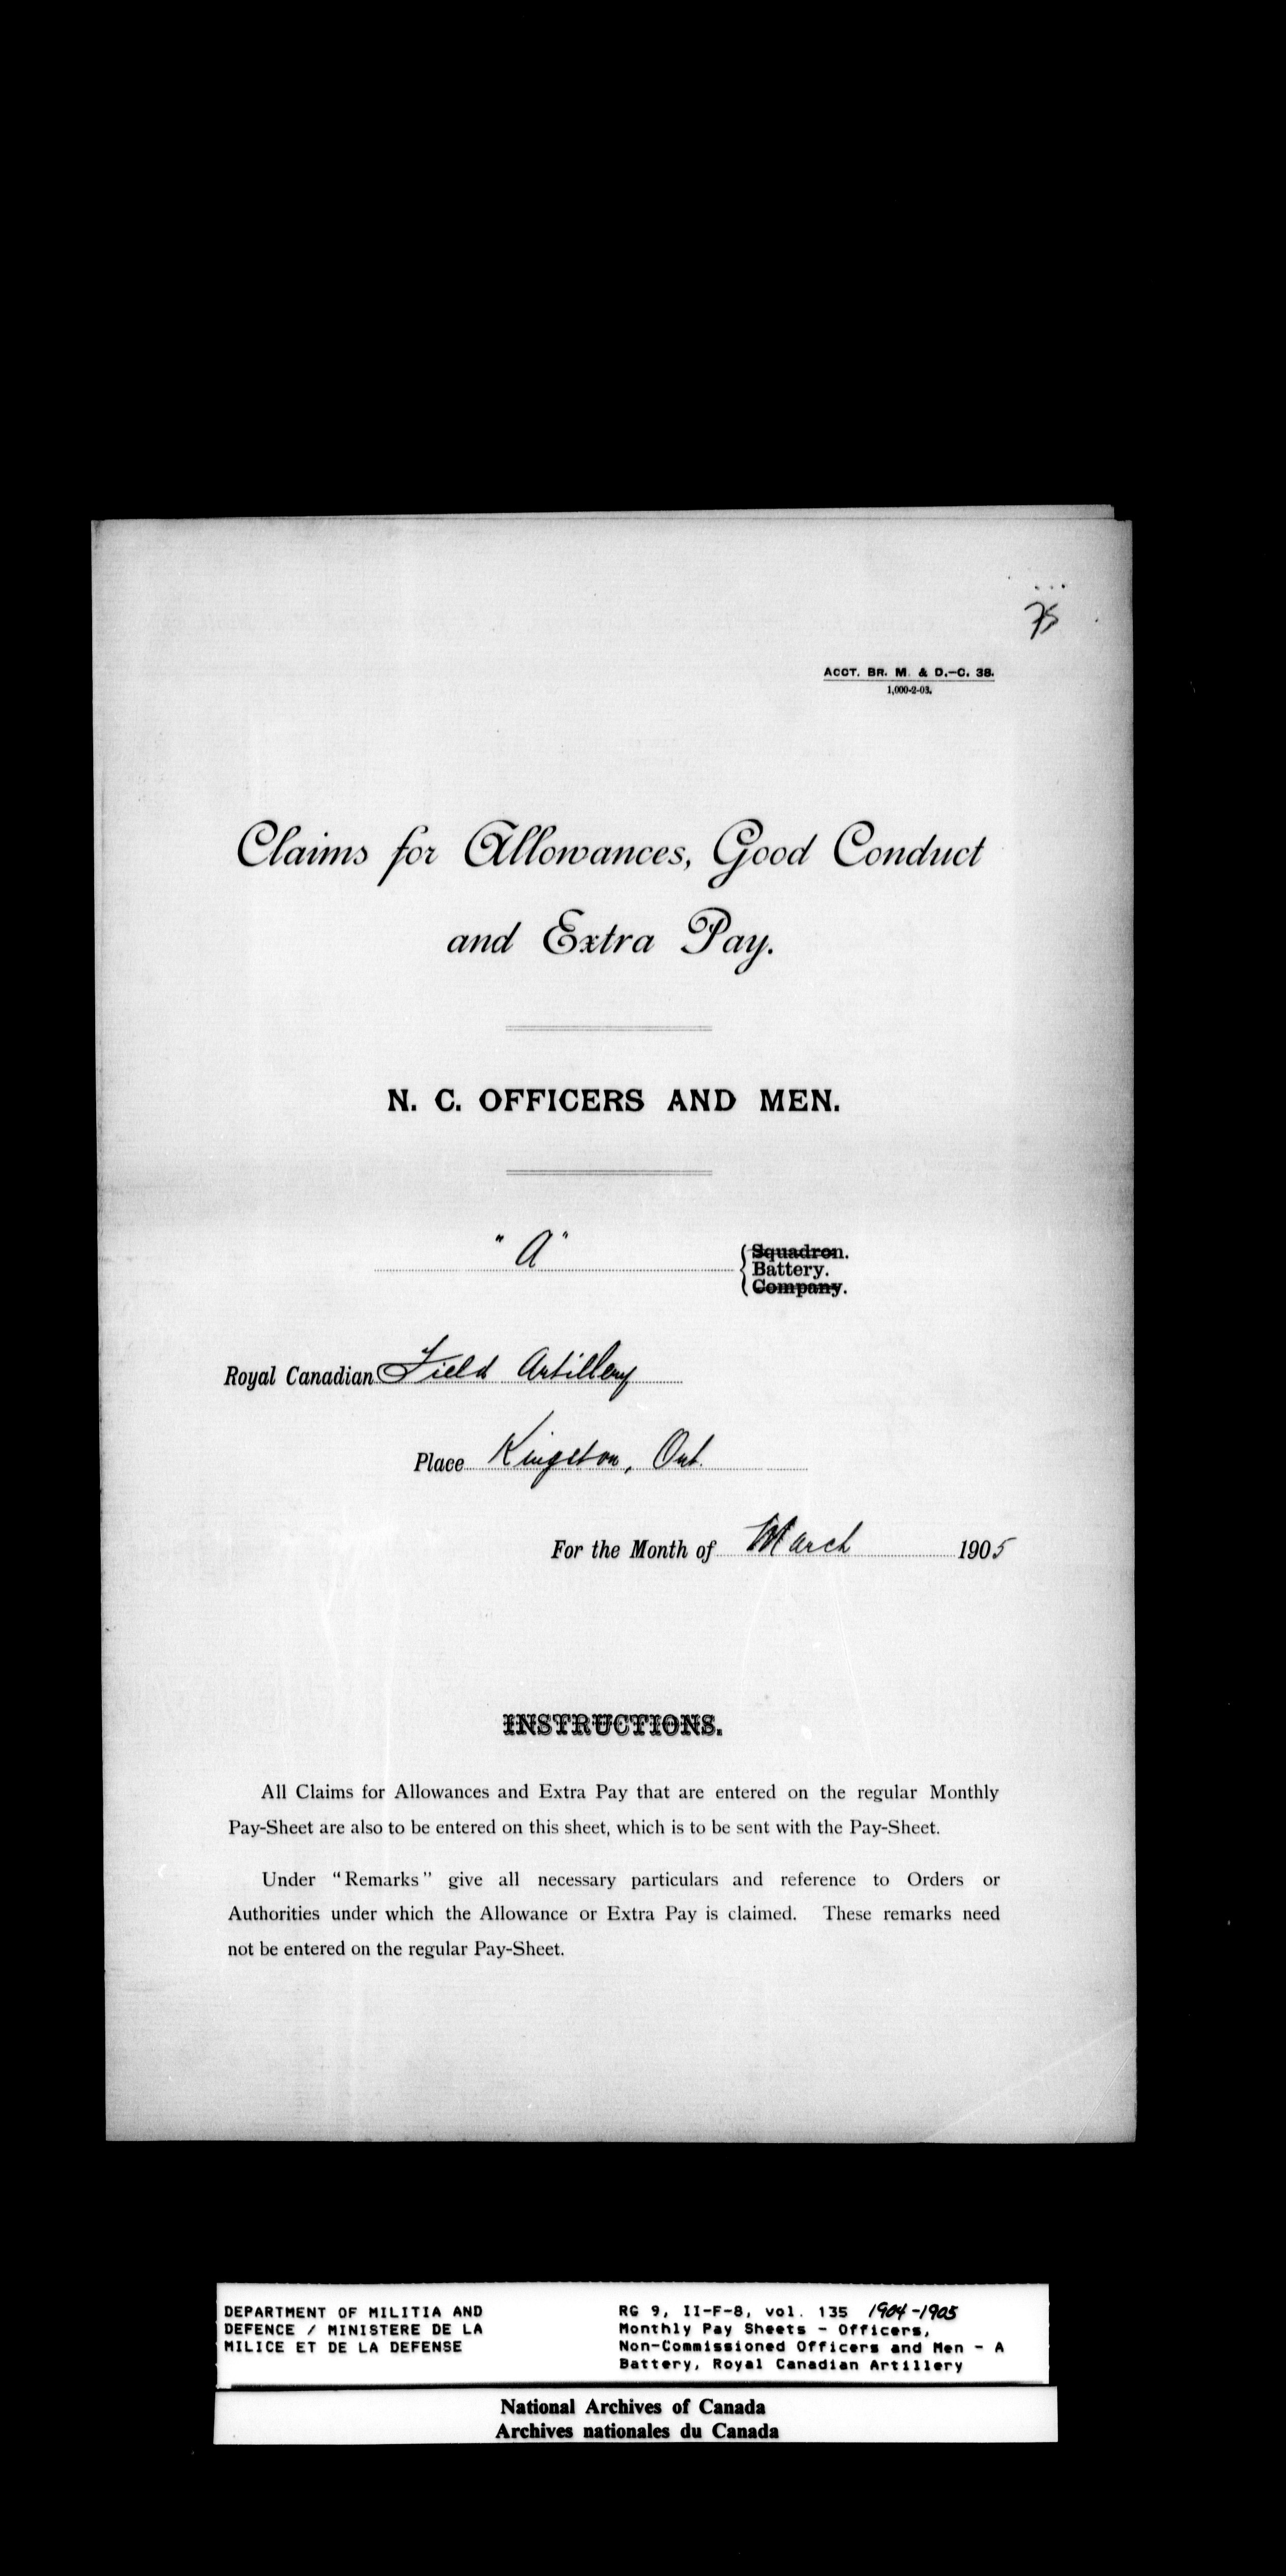 75
ACCT. BR. M. & D.—C. 38.
1,000-2-03.
Claims for Allowances, Good Conduct
and Extra Pay.
N. C. OFFICERS AND MEN.
"A"
Squadron.
Battery.
Company.
Royal Canadian Field Artillery
Place Kingston, Ont.
For the Month of March 1905
INSTRUCTIONS.
All Claims for Allowances and Extra Pay that are entered on the regular Monthly
Pay-Sheet are also to be entered on this sheet, which is to be sent with the Pay-Sheet.
Under "Remarks" give all necessary particulars and reference to Orders or
Authorities under which the Allowance or Extra Pay is claimed. These remarks need
not be entered on the regular Pay-Sheet.
DEPARTMENT OF MILITIA AND
DEFENCE / MINISTERE DE LA
MILICE ET DE LA DEFENSE
RG 9, II-F-8, vol. 135 1904-1905
Monthly Pay Sheets - Officers,
Non-Commissioned Officers and Men - A
Battery, Royal Canadian Artillery
National Archives of Canada
Archives nationales du Canada